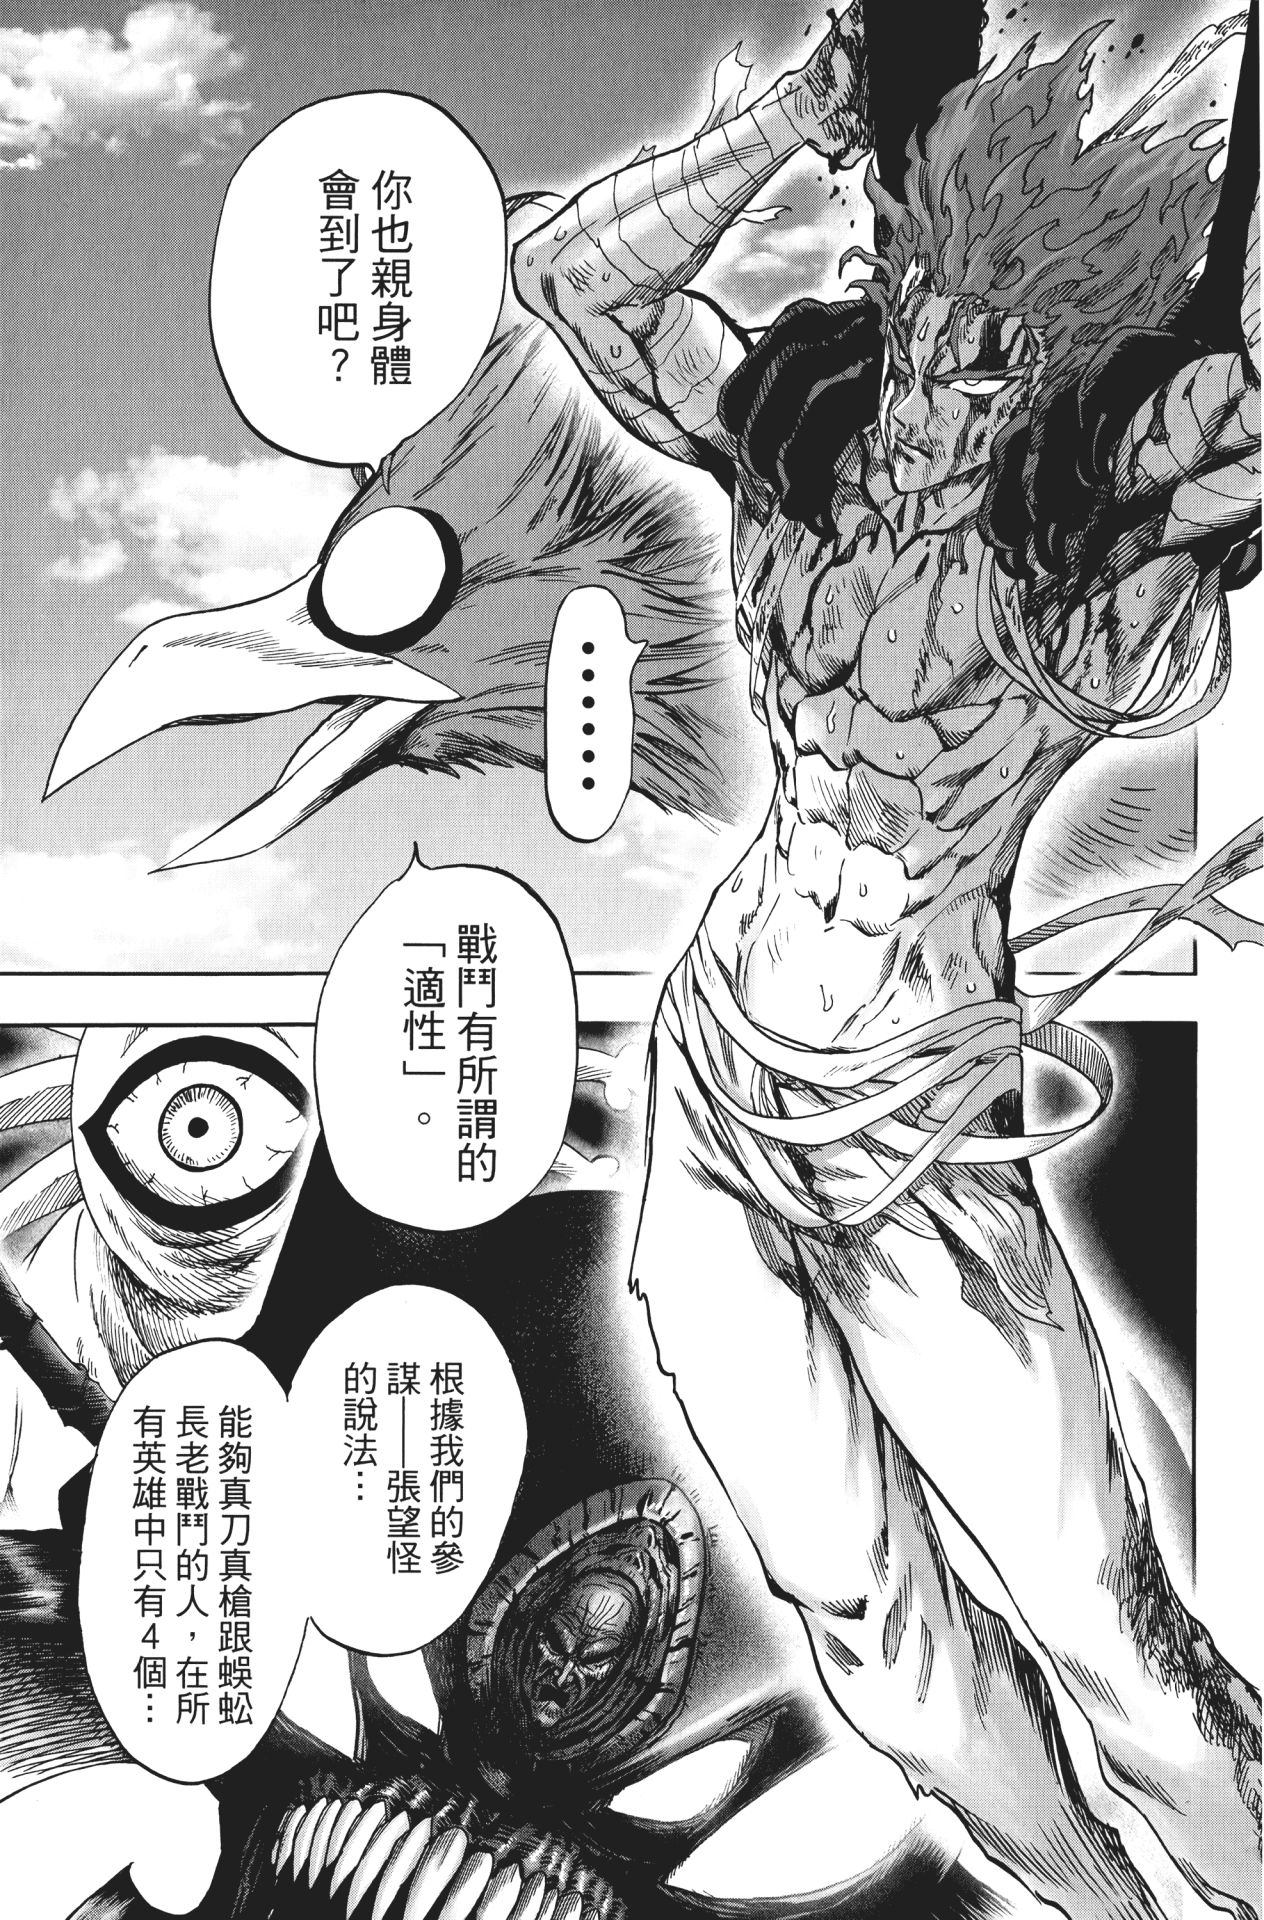 你也親身體
會到了吧？
⋯⋯
戰鬥有所謂的
「適性」。
根據我們的參
謀——張望怪
的說法…
能夠真刀真槍跟蜈蚣
長老戰鬥的人，在所
有英雄中只有4個…